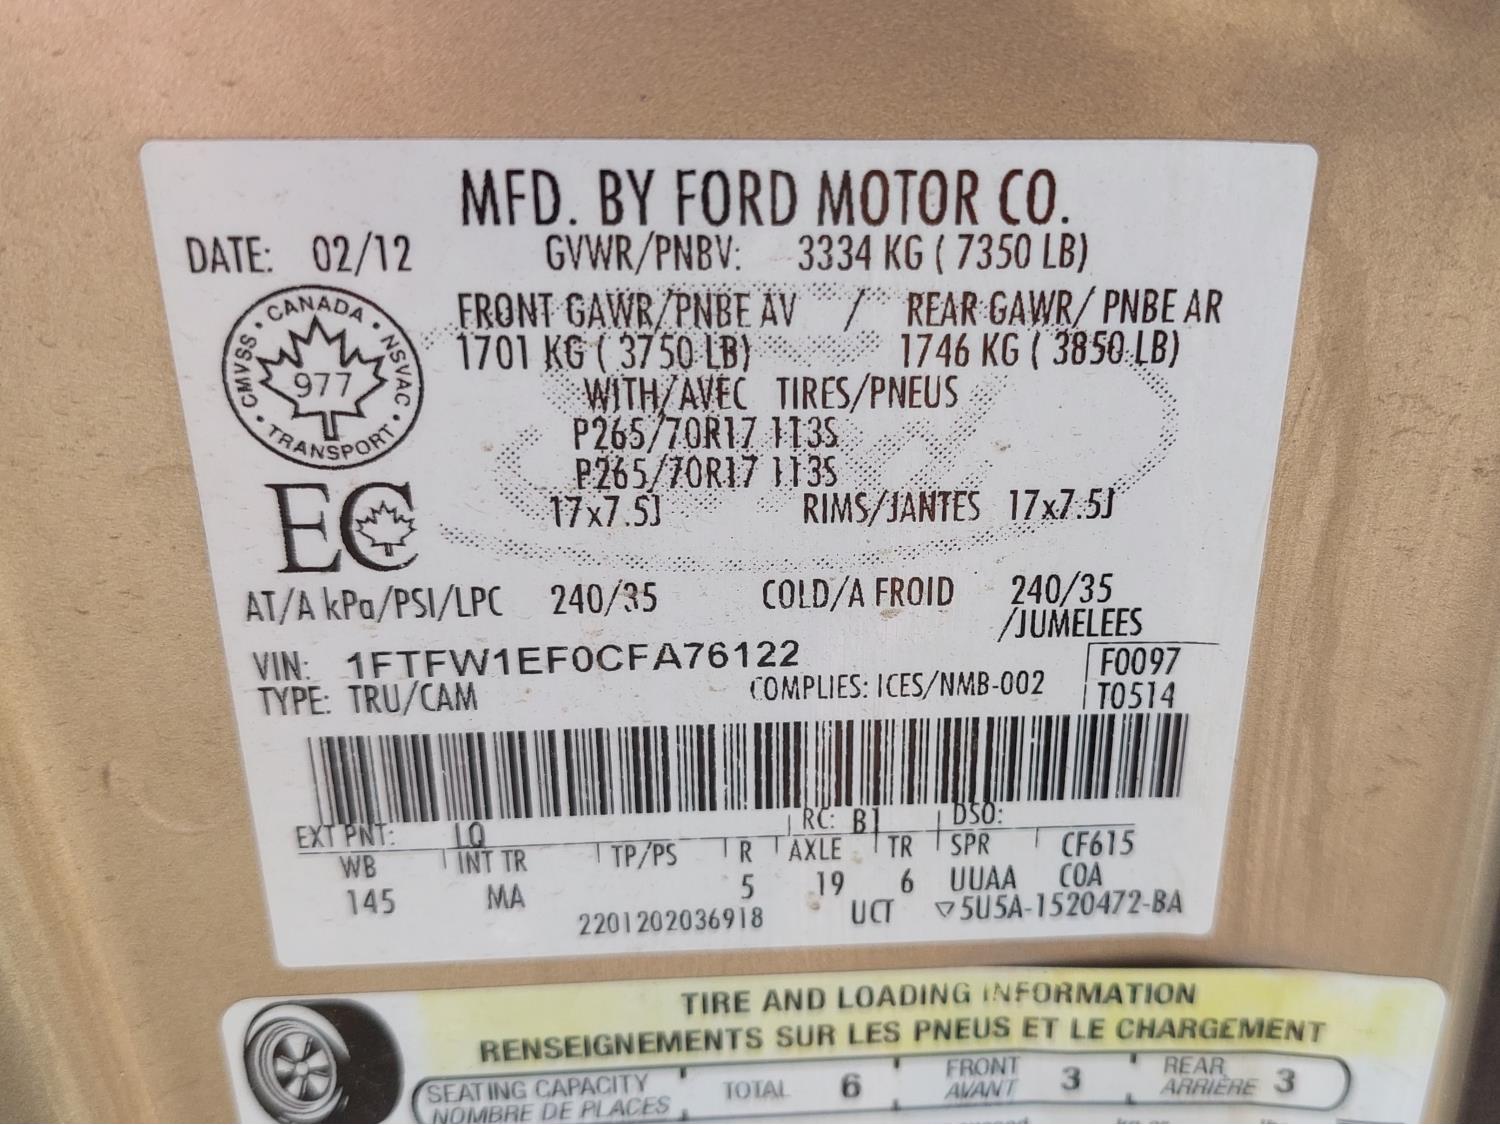 MFD. BY FORD MOTOR CO.
DATE: 02/12 GVWR/PNBV: 3334 KG ( 7350 LB)
FRONT GAWR/PNBE AV / REAR GAWR/ PNBE AR
1701 KG ( 3750 LB) 1746 KG ( 3850 LB)
WITH/AVEC TIRES/PNEUS
P265/70R17 113S
P265/70R17 113S
17x7.5J RIMS/JANTES 17x7.5J
CANADA
CMVSS NSVAC
977
TRANSPORT
EC
AT/A kPa/PSI/LPC 240/35 COLD/A FROID 240/35
/JUMELEES
VIN: 1FTFW1EF0CFA76122 F0097
TYPE: TRU/CAM COMPLIES: ICES/NMB-002 T0514
EXT PNT: LQ RC: B1 DSO:
WB INT TR TP/PS R AXLE TR SPR CF615
145 MA 5 19 6 UUAA COA
2201202036918 UCT ▽5U5A-1520472-BA
TIRE AND LOADING INFORMATION
RENSEIGNEMENTS SUR LES PNEUS ET LE CHARGEMENT
SEATING CAPACITY TOTAL 6 FRONT 3 REAR 3
NOMBRE DE PLACES AVANT ARRIÈRE